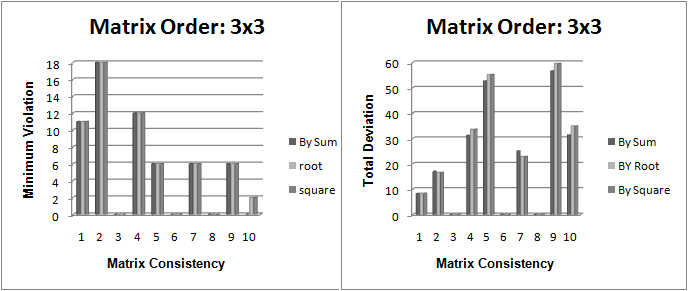 Matrix Order: 3x3
Minimum Violation
18
16
14
12
10
8
6
4
2
0
1 2 3 4 5 6 7 8 9 10
Matrix Consistency
By Sum
root
square
Matrix Order: 3x3
Total Deviation
60
50
40
30
20
10
0
1 2 3 4 5 6 7 8 9 10
Matrix Consistency
By Sum
BY Root
By Square